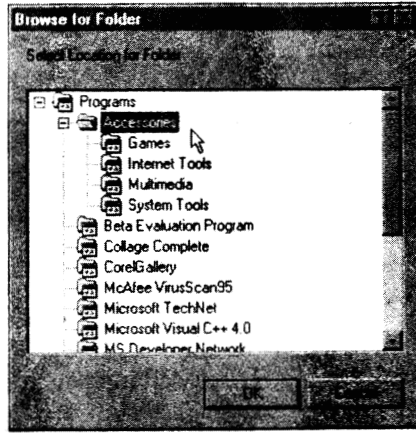 Browse for Folder
Select Location for Folder
Programs
Accessories
Games
Internet Tools
Multimedia
System Tools
Beta Evaluation Program
Collage Complete
CorelGallery
McAfee VirusScan95
Microsoft TechNet
Microsoft Visual C++ 4.0
MS Developer Network
OK